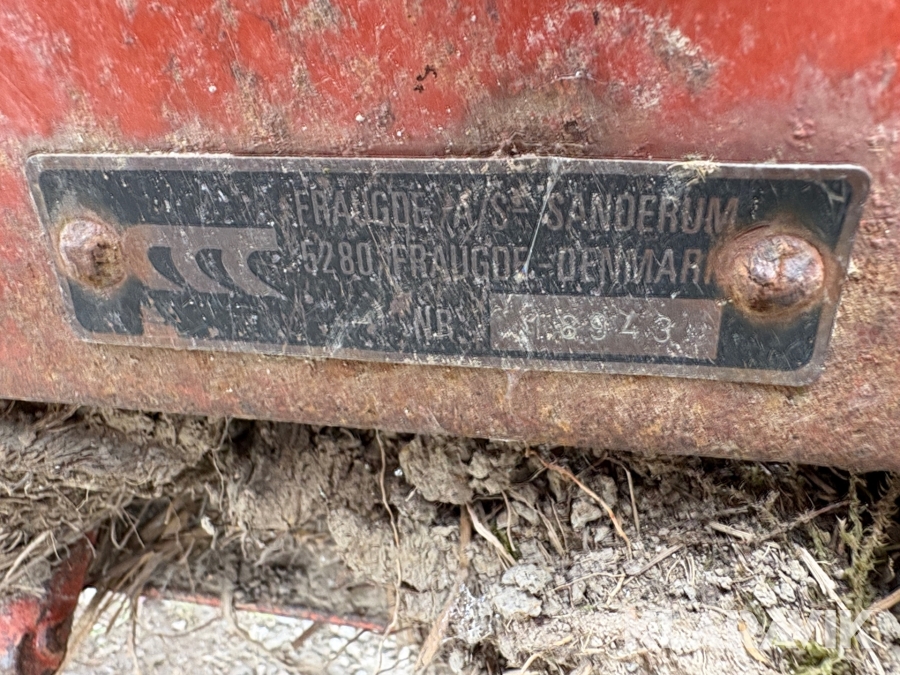 FRAUGDE A/S- SANDERUM
5280 FRAUGDE - DENMARK
NR 18943